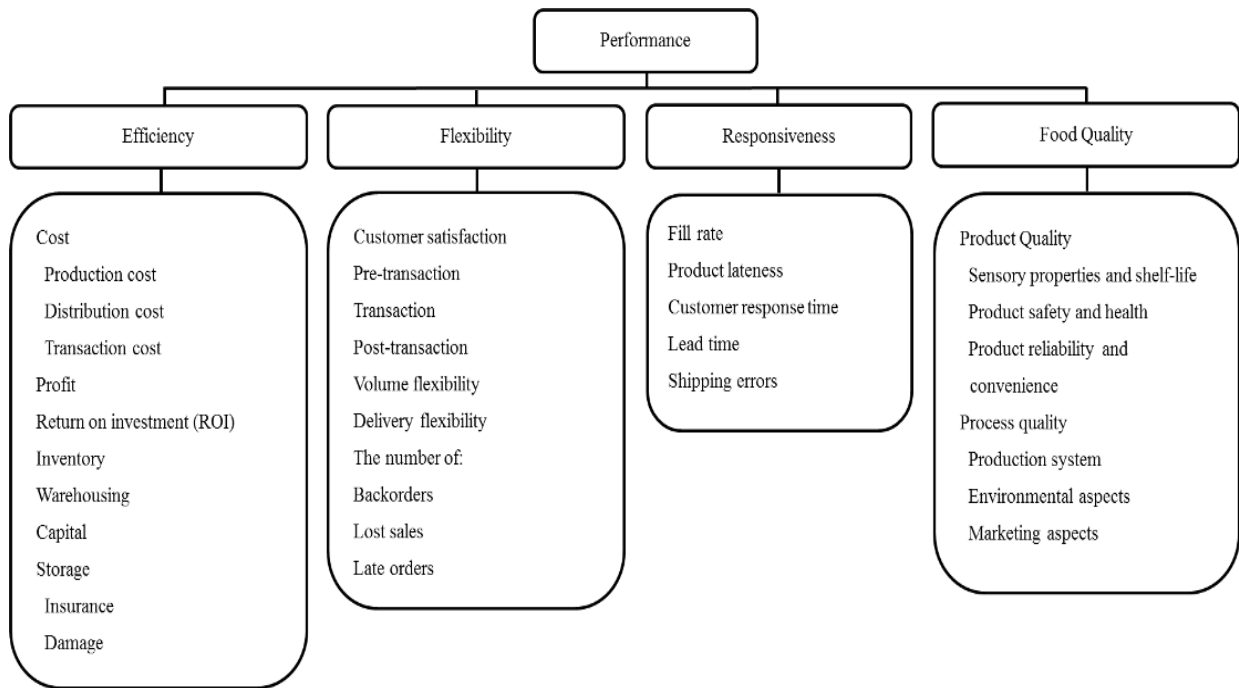 Performance
Efficiency
Flexibility
Responsiveness
Food Quality
Cost
Production cost
Distribution cost
Transaction cost
Profit
Return on investment (ROI)
Inventory
Warehousing
Capital
Storage
Insurance
Damage
Customer satisfaction
Pre-transaction
Transaction
Post-transaction
Volume flexibility
Delivery flexibility
The number of:
Backorders
Lost sales
Late orders
Fill rate
Product lateness
Customer response time
Lead time
Shipping errors
Product Quality
Sensory properties and shelf-life
Product safety and health
Product reliability and
convenience
Process quality
Production system
Environmental aspects
Marketing aspects